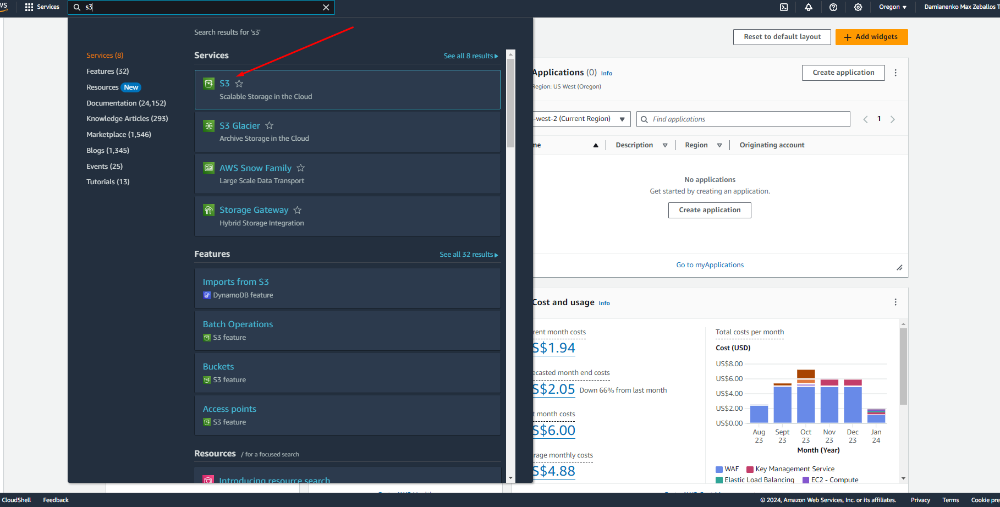 Services
s3
Oregon
Damianenko Max Zeballos
Search results for 's3'
Services (8)
Features (32)
Resources New
Documentation (24,152)
Knowledge Articles (293)
Marketplace (1,546)
Blogs (1,345)
Events (25)
Tutorials (13)
Services
See all 8 results
S3
Scalable Storage in the Cloud
S3 Glacier
Archive Storage in the Cloud
AWS Snow Family
Large Scale Data Transport
Storage Gateway
Hybrid Storage Integration
Features
See all 32 results
Imports from S3
DynamoDB feature
Batch Operations
S3 feature
Buckets
S3 feature
Access points
S3 feature
Resources / for a focused search
Introducing resource search
Reset to default layout
Add widgets
Applications (0) Info
Region: US West (Oregon)
Create application
-west-2 (Current Region)
Find applications
1
me
Description
Region
Originating account
No applications
Get started by creating an application.
Create application
Go to myApplications
Cost and usage Info
rent month costs
S$1.94
ecasted month end costs
S$2.05 Down 66% from last month
t month costs
S$6.00
rage monthly costs
S$4.88
Total costs per month
Cost (USD)
US$8.00
US$6.00
US$4.00
US$2.00
US$0.00
Aug Sept Oct Nov Dec Jan
23 23 23 23 23 24
Month (Year)
WAF Key Management Service
Elastic Load Balancing EC2 - Compute
CloudShell
Feedback
© 2024, Amazon Web Services, Inc. or its affiliates.
Privacy
Terms
Cookie pre